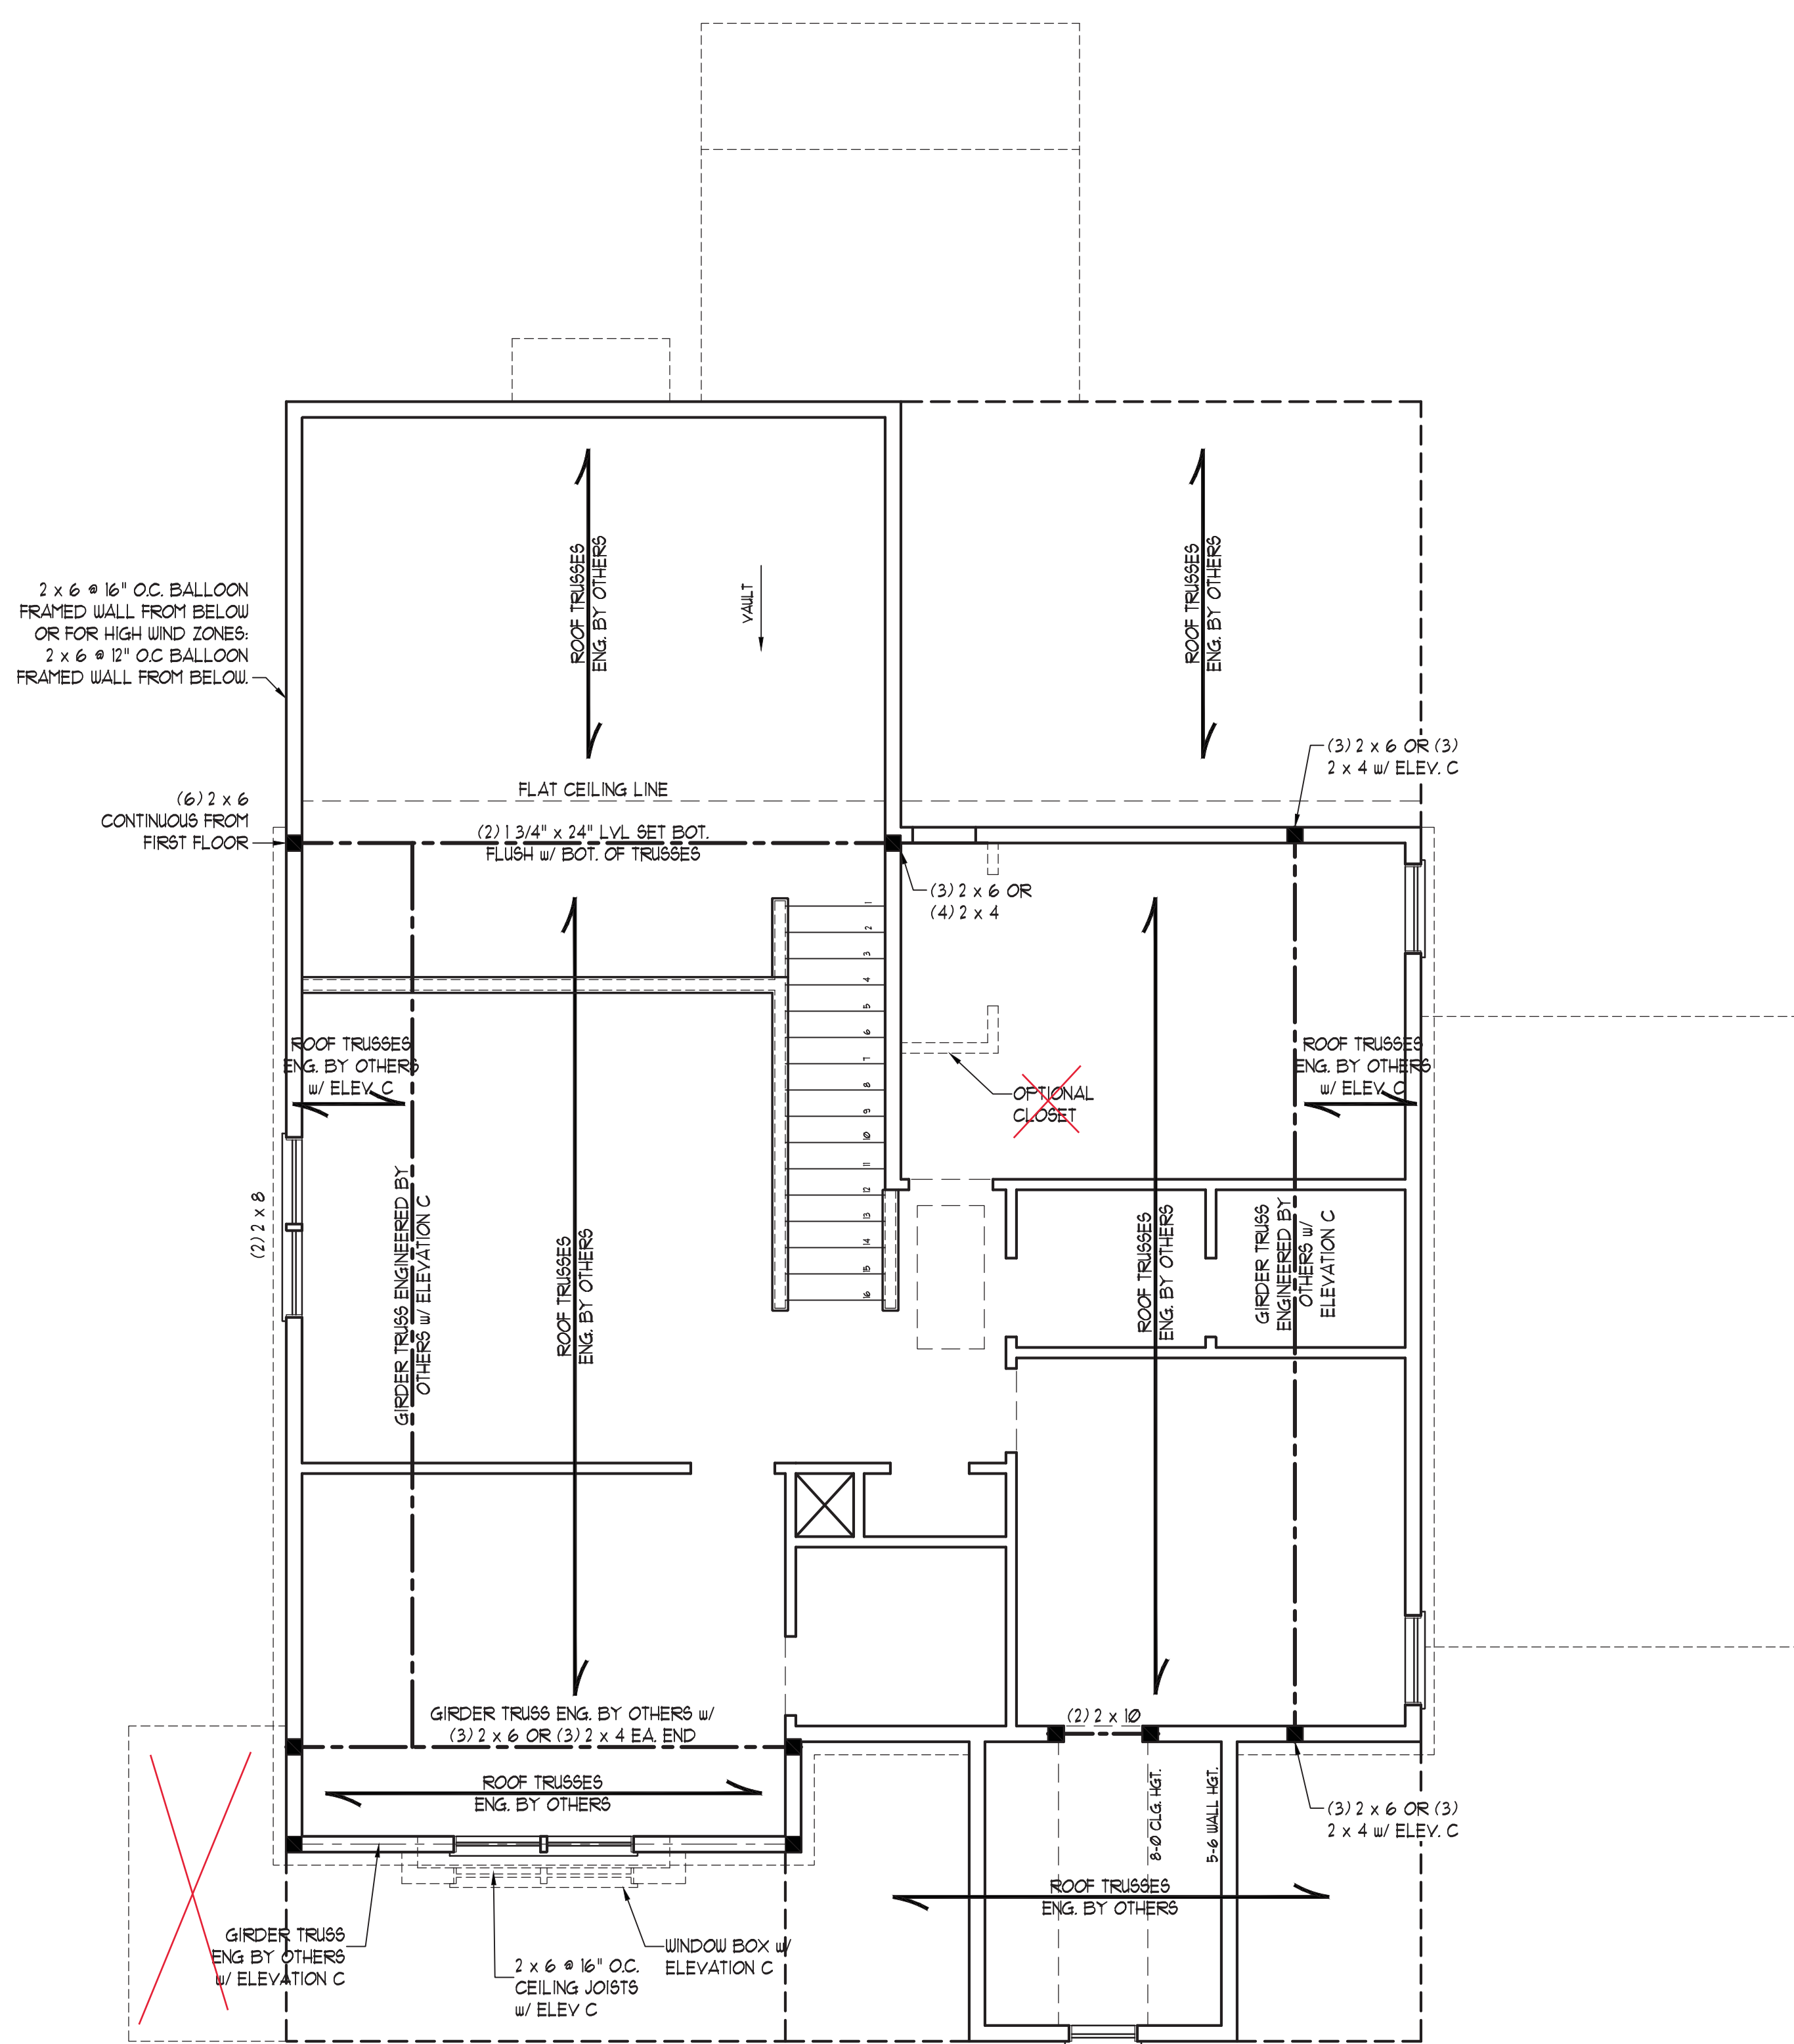 ROOF TRUSSES
ENG. BY OTHERS
VAULT
ROOF TRUSSES
ENG. BY OTHERS
2 x 6 @ 16" O.C. BALLOON
FRAMED WALL FROM BELOW
OR FOR HIGH WIND ZONES:
2 x 6 @ 12" O.C BALLOON
FRAMED WALL FROM BELOW.
(3) 2 x 6 OR (3)
2 x 4 w/ ELEV. C
FLAT CEILING LINE
(6) 2 x 6
CONTINUOUS FROM
FIRST FLOOR
(2) 1 3/4" x 24" LVL SET BOT.
FLUSH w/ BOT. OF TRUSSES
(3) 2 x 6 OR
(4) 2 x 4
1
2
3
4
5
6
7
8
9
10
11
12
13
14
15
16
ROOF TRUSSES
ENG. BY OTHERS
w/ ELEV. C
ROOF TRUSSES
ENG. BY OTHERS
w/ ELEV. C
OPTIONAL
CLOSET
(2) 2 x 8
GIRDER TRUSS ENGINEERED BY
OTHERS w/ ELEVATION C
ROOF TRUSSES
ENG. BY OTHERS
ROOF TRUSSES
ENG. BY OTHERS
GIRDER TRUSS
ENGINEERED BY
OTHERS w/
ELEVATION C
GIRDER TRUSS ENG. BY OTHERS w/
(3) 2 x 6 OR (3) 2 x 4 EA. END
(2) 2 x 10
ROOF TRUSSES
ENG. BY OTHERS
8-0 CLG. HGT.
5-6 WALL HGT.
(3) 2 x 6 OR (3)
2 x 4 w/ ELEV. C
ROOF TRUSSES
ENG. BY OTHERS
GIRDER TRUSS
ENG BY OTHERS
w/ ELEVATION C
2 x 6 @ 16" O.C.
CEILING JOISTS
w/ ELEV C
WINDOW BOX w/
ELEVATION C